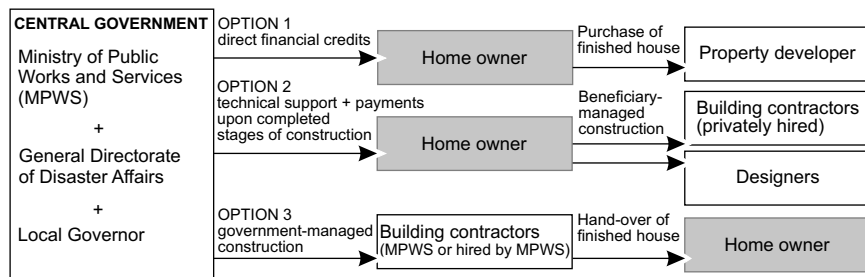 CENTRAL GOVERNMENT
Ministry of Public
Works and Services
(MPWS)
+
General Directorate
of Disaster Affairs
+
Local Governor
OPTION 1
direct financial credits
Home owner
Purchase of
finished house
Property developer
OPTION 2
technical support + payments
upon completed
stages of construction
Home owner
Beneficiary-
managed
construction
Building contractors
(privately hired)
Designers
OPTION 3
government-managed
construction
Building contractors
(MPWS or hired by MPWS)
Hand-over of
finished house
Home owner